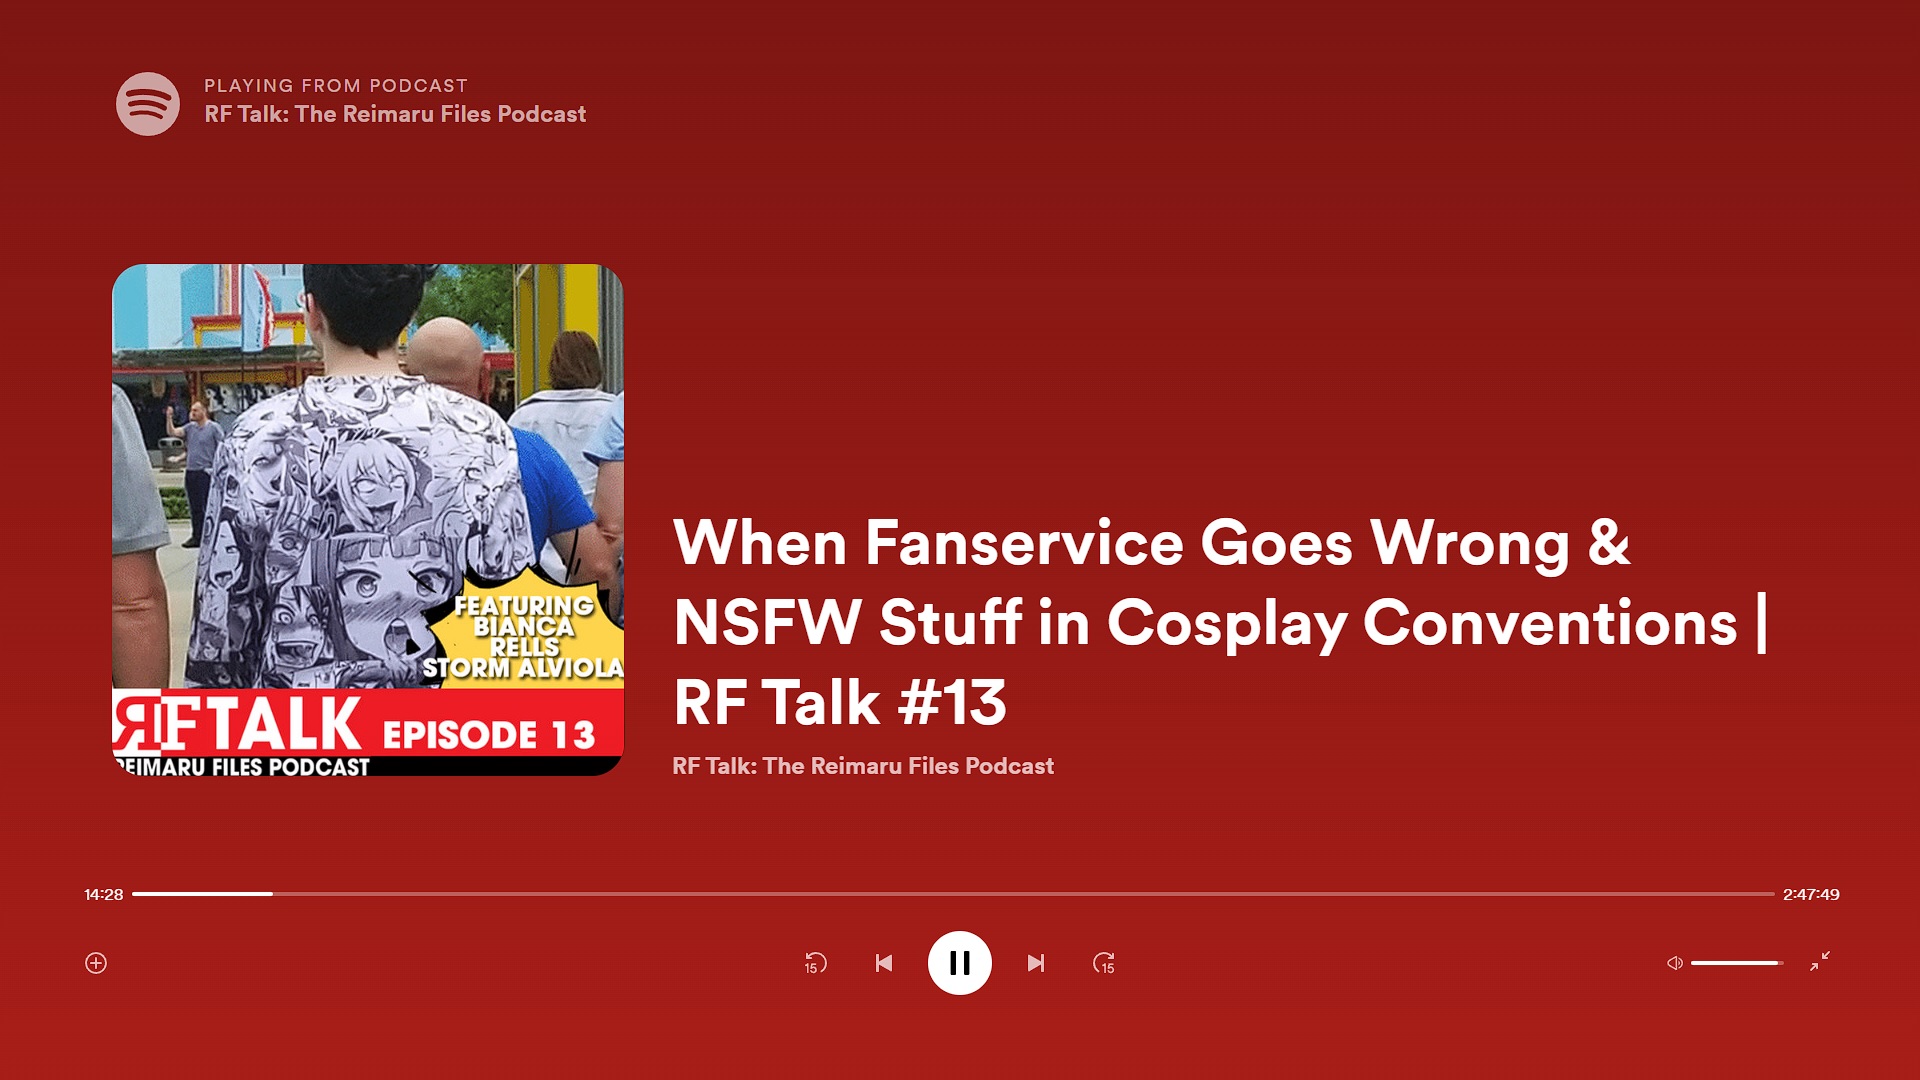 PLAYING FROM PODCAST
RF Talk: The Reimaru Files Podcast
FEATURING
BIANCA
RELLS
STORM ALVIOLA
RF TALK EPISODE 13
REIMARU FILES PODCAST
When Fanservice Goes Wrong &
NSFW Stuff in Cosplay Conventions |
RF Talk #13
RF Talk: The Reimaru Files Podcast
14:28
2:47:49
15
15